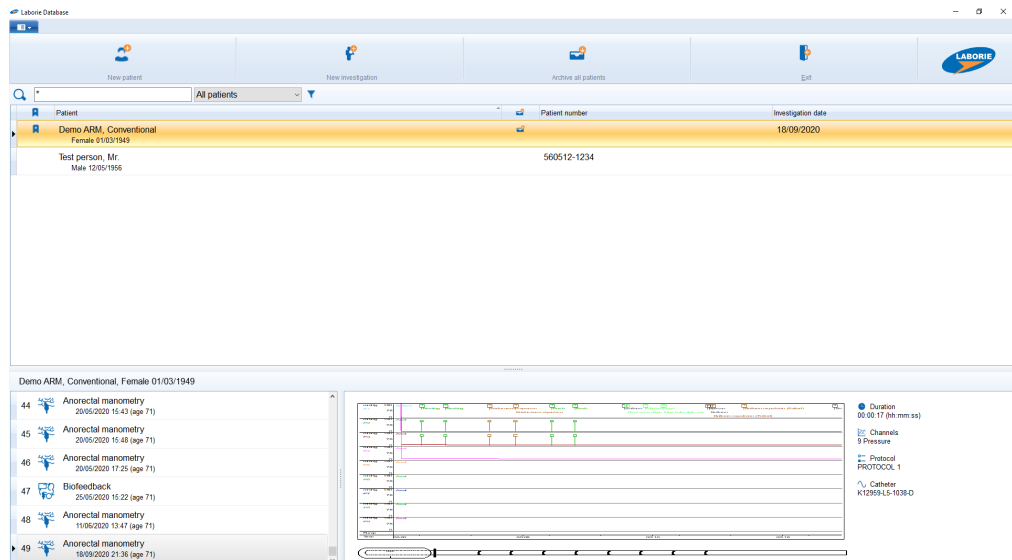 Laborie Database
New patient
New investigation
Archive all patients
Exit
LABORIE
*
All patients
Patient
Patient number
Investigation date
Demo ARM, Conventional
18/09/2020
Female 01/03/1949
Test person, Mr.
560512-1234
Male 12/05/1956
Demo ARM, Conventional, Female 01/03/1949
44 Anorectal manometry
20/05/2020 15:43 (age 71)
45 Anorectal manometry
20/05/2020 15:48 (age 71)
46 Anorectal manometry
20/05/2020 17:25 (age 71)
47 Biofeedback
25/05/2020 15:22 (age 71)
48 Anorectal manometry
11/06/2020 13:47 (age 71)
49 Anorectal manometry
18/09/2020 21:36 (age 71)
Duration
00:00:17 (hh:mm:ss)
Channels
9 Pressure
Protocol
PROTOCOL 1
Catheter
K12959-L5-1038-D